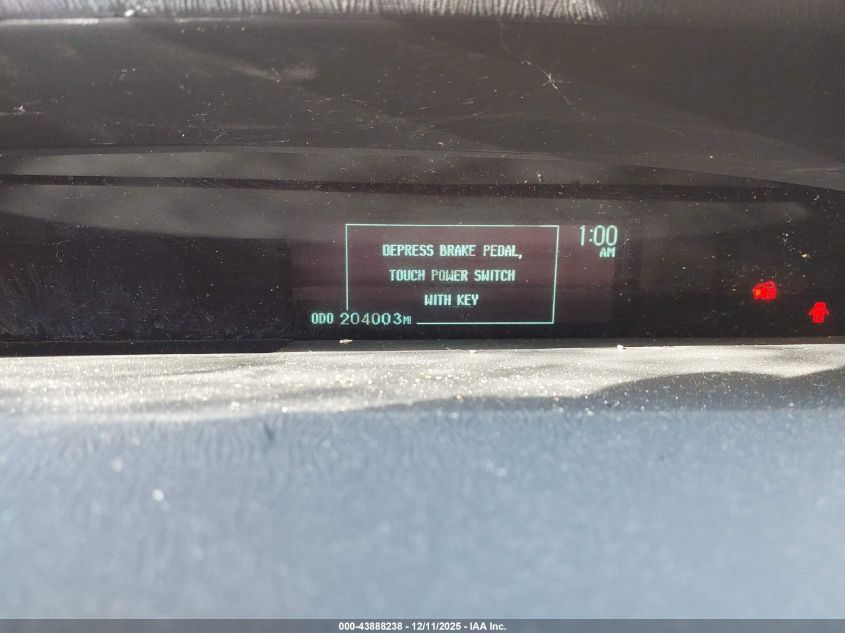 DEPRESS BRAKE PEDAL,
TOUCH POWER SWITCH
WITH KEY
1:00
AM
ODO 204003MI
000-43888238 - 12/11/2025 - IAA Inc.